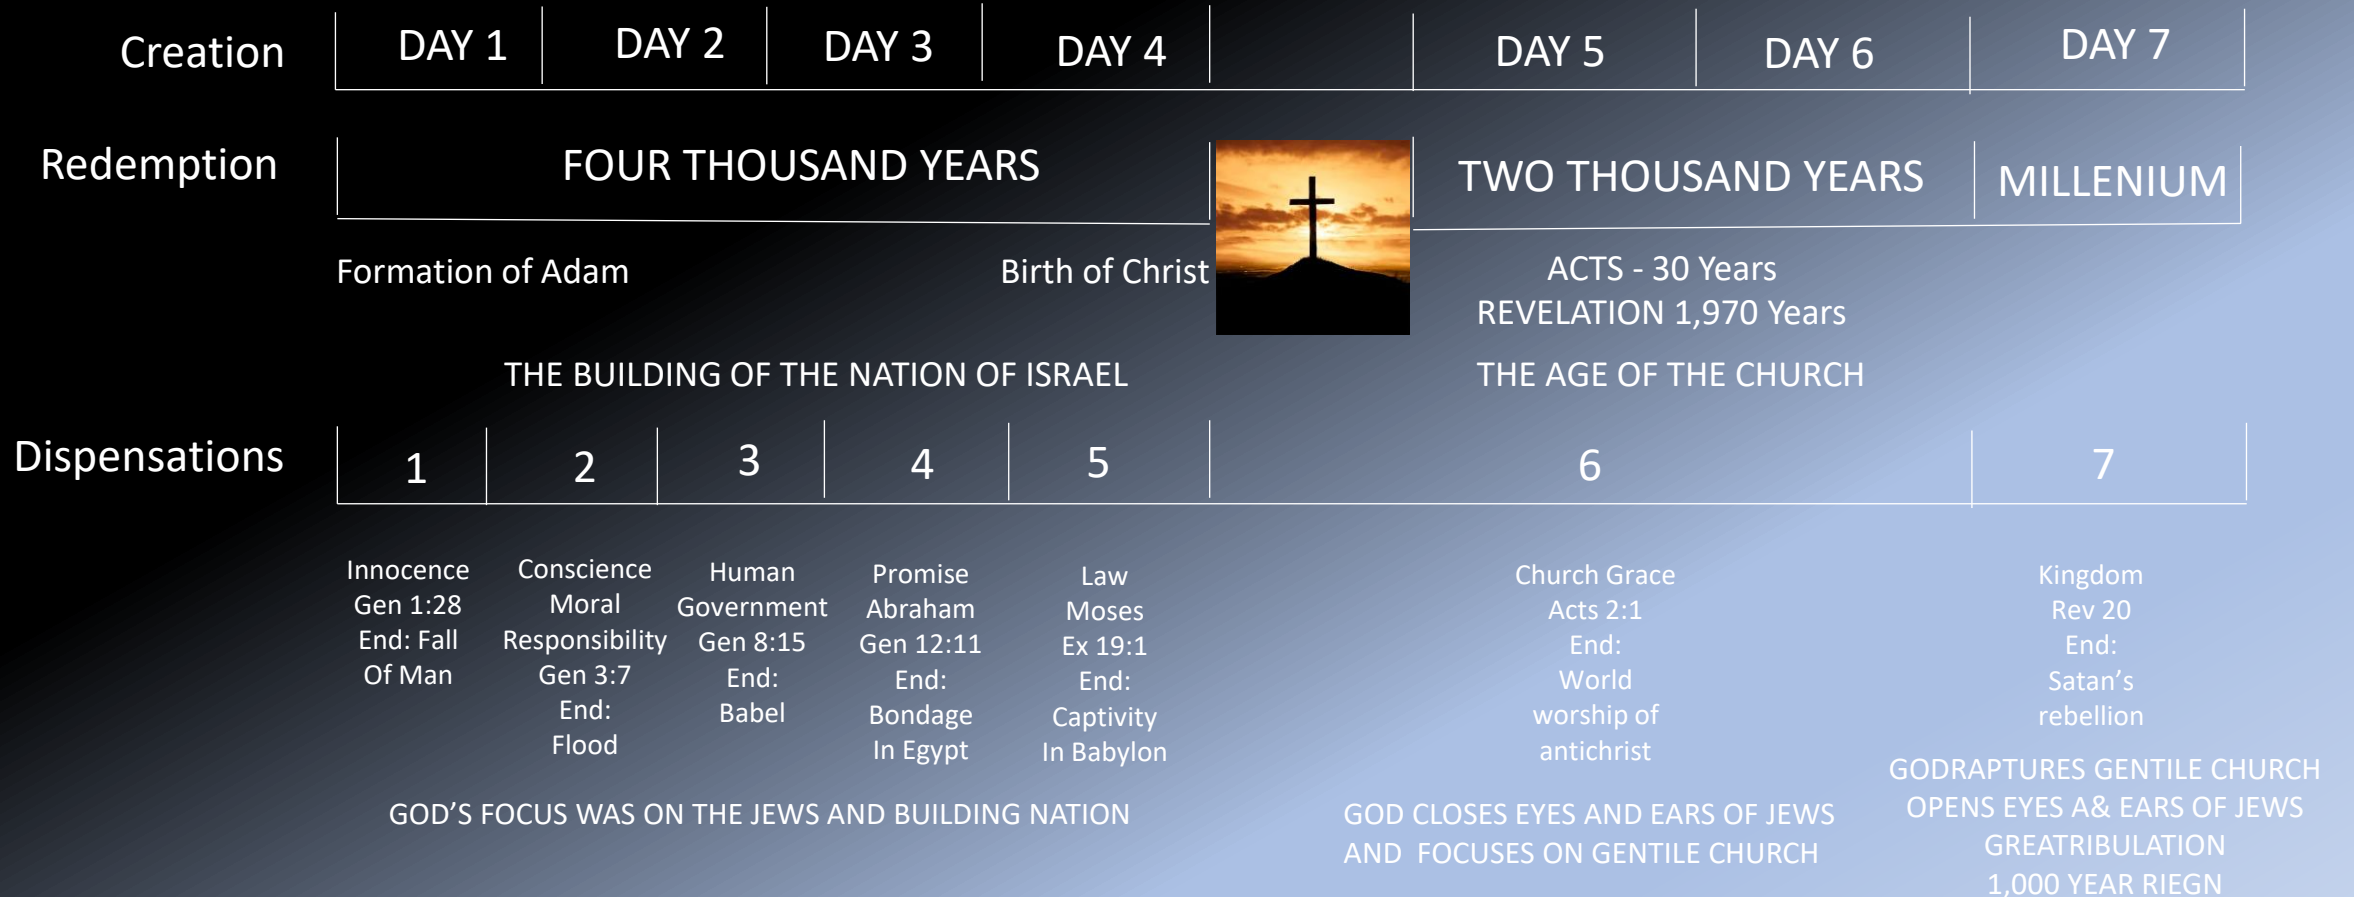 Creation
DAY 1
DAY 2
DAY 3
DAY 4
DAY 5
DAY 6
DAY 7
Redemption
FOUR THOUSAND YEARS
TWO THOUSAND YEARS
MILLENIUM
Formation of Adam
Birth of Christ
ACTS - 30 Years
REVELATION 1,970 Years
THE BUILDING OF THE NATION OF ISRAEL
THE AGE OF THE CHURCH
Dispensations
1
2
3
4
5
6
7
Innocence
Gen 1:28
End: Fall
Of Man
Conscience
Moral
Responsibility
Gen 3:7
End:
Flood
Human
Government
Gen 8:15
End:
Babel
Promise
Abraham
Gen 12:11
End:
Bondage
In Egypt
Law
Moses
Ex 19:1
End:
Captivity
In Babylon
Church Grace
Acts 2:1
End:
World
worship of
antichrist
Kingdom
Rev 20
End:
Satan’s
rebellion
GOD’S FOCUS WAS ON THE JEWS AND BUILDING NATION
GOD CLOSES EYES AND EARS OF JEWS
AND FOCUSES ON GENTILE CHURCH
GODRAPTURES GENTILE CHURCH
OPENS EYES A& EARS OF JEWS
GREATRIBULATION
1,000 YEAR RIEGN